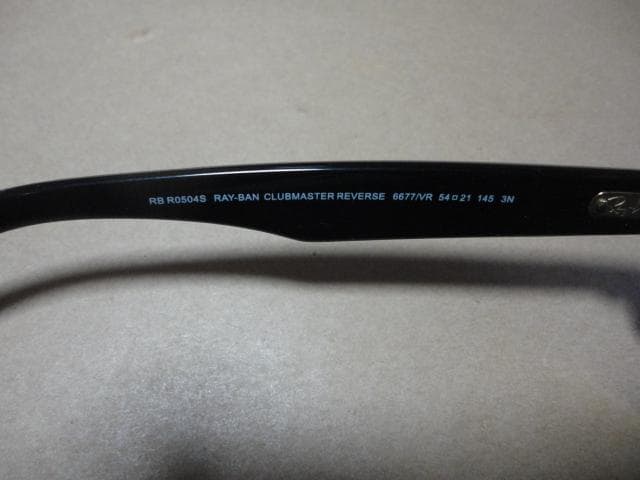 RB R0504S RAY-BAN CLUBMASTER REVERSE 6677/VR 54□21 145 3N